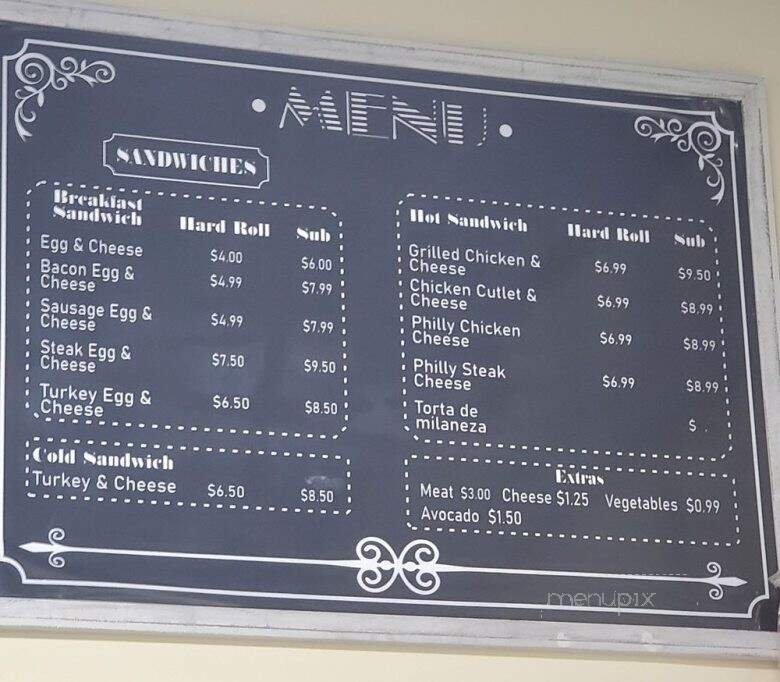 MENU
SANDWICHES
Breakfast
Sandwich Hard Roll Sub
Egg & Cheese $4.00 $6.00
Bacon Egg &
Cheese $4.99 $7.99
Sausage Egg &
Cheese $4.99 $7.99
Steak Egg &
Cheese $7.50 $9.50
Turkey Egg &
Cheese $6.50 $8.50
Cold Sandwich
Turkey & Cheese $6.50 $8.50
Hot Sandwich Hard Roll Sub
Grilled Chicken &
Cheese $6.99 $9.50
Chicken Cutlet &
Cheese $6.99 $8.99
Philly Chicken
Cheese $6.99 $8.99
Philly Steak
Cheese $6.99 $8.99
Torta de
milaneza $ .
Extras
Meat $3.00 Cheese $1.25 Vegetables $0.99
Avocado $1.50
menupix